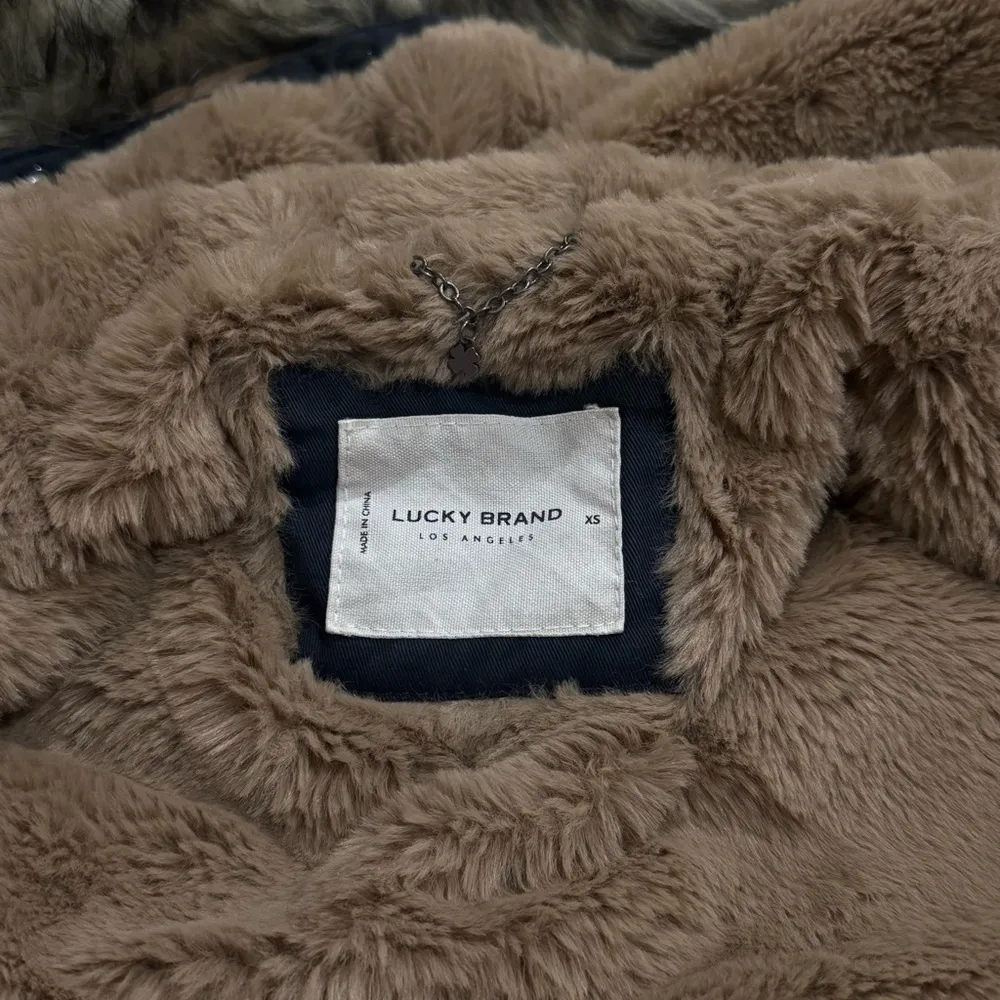 MADE IN CHINA
LUCKY BRAND XS
LOS ANGELES